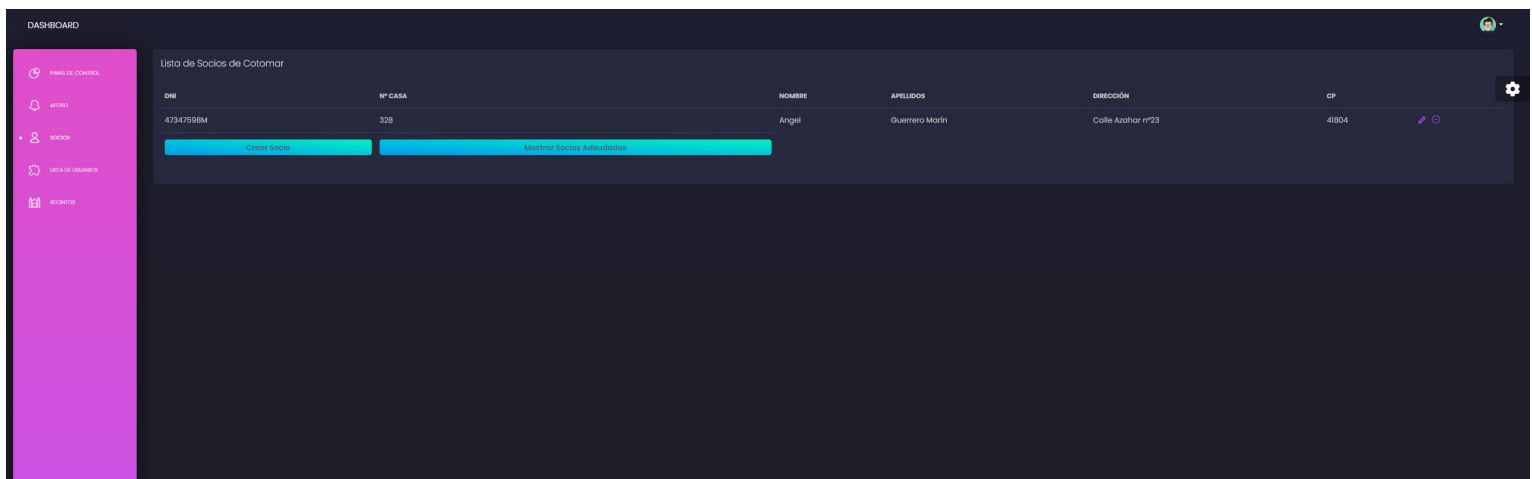 DASHBOARD
PANEL DE CONTROL
AFORO
SOCIOS
LISTA DE USUARIOS
RECINTOS
Lista de Socios de Cotomar
DNI Nº CASA NOMBRE APELLIDOS DIRECCIÓN CP
47347598M 328 Angel Guerrero Marín Calle Azahar nº23 41804
Crear Socio Mostrar Socios Adeudados